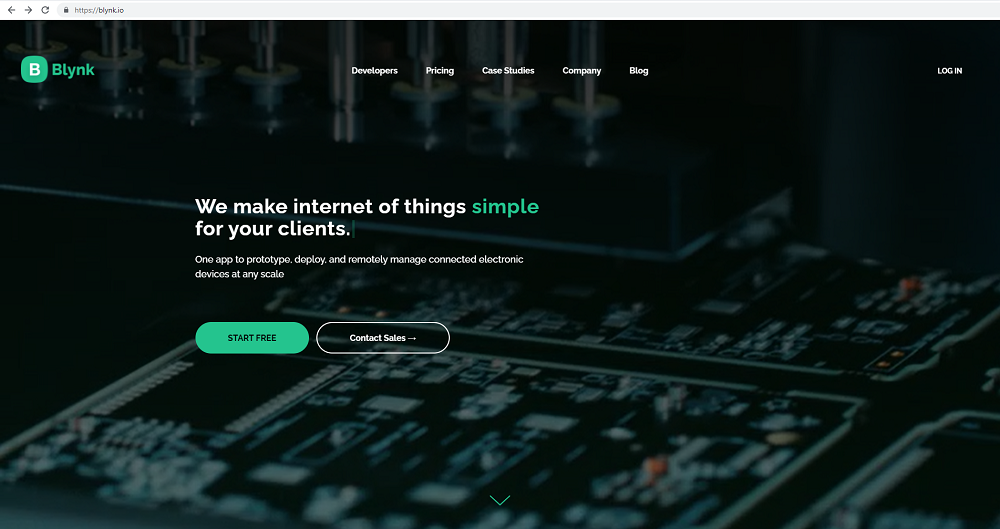 https://blynk.io
B Blynk
Developers Pricing Case Studies Company Blog LOG IN
We make internet of things simple
for your clients.
One app to prototype, deploy, and remotely manage connected electronic
devices at any scale
START FREE Contact Sales →